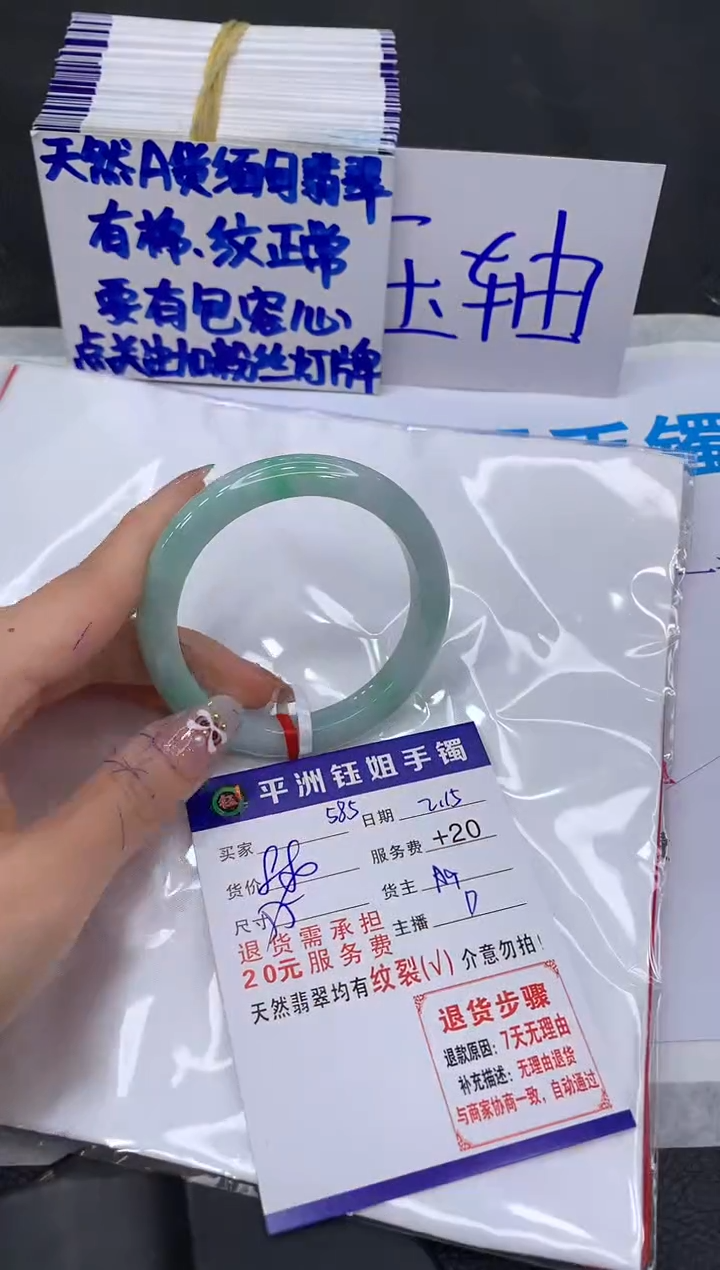 天然A货缅甸翡翠
有棉、纹正常
要有包容心
点关注加粉丝灯牌
轴
手镯
平洲钰姐手镯
买家 585 日期 2.15
货价 服务费 +20
尺寸 货主
退货需承担 主播
20元服务费
天然翡翠均有纹裂(√)介意勿拍!
退货步骤
退款原因:7天无理由
补充描述:无理由退货
与商家协商一致,自动通过